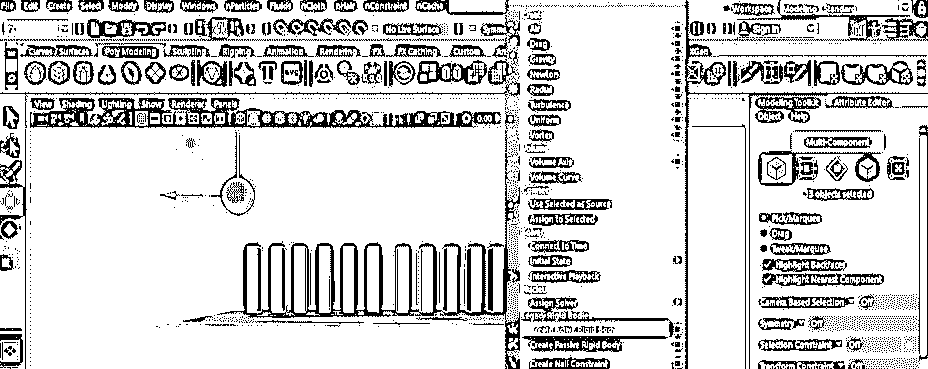 File Edit Create Select Modify Display Windows nParticles Fluids nCloth nHair nConstraint nCache
Workspace
No Live Surface
Sign In
Curves / Surfaces Poly Modeling Sculpting Rigging Animation Rendering FX FX Caching Custom
View Shading Lighting Show Renderer Panels
0.00
Air
Drag
Gravity
Newton
Radial
Turbulence
Uniform
Vortex
Volume Axis
Volume Curve
Use Selected as Source
Assign to Selected
Connect to Time
Initial State
Interactive Playback
Assign Solver
Legacy Rigid Bodies
Create Active Rigid Body
Create Passive Rigid Body
Create Nail Constraint
Modeling Toolkit Attribute Editor
Object Help
Multi-Component
objects selected
Pick/Marquee
Drag
Tweak/Marquee
Highlight Backfaces
Highlight Nearest Component
Camera Based Selection Off
Symmetry Off
Selection Constraint Off
Transform Constraint Off